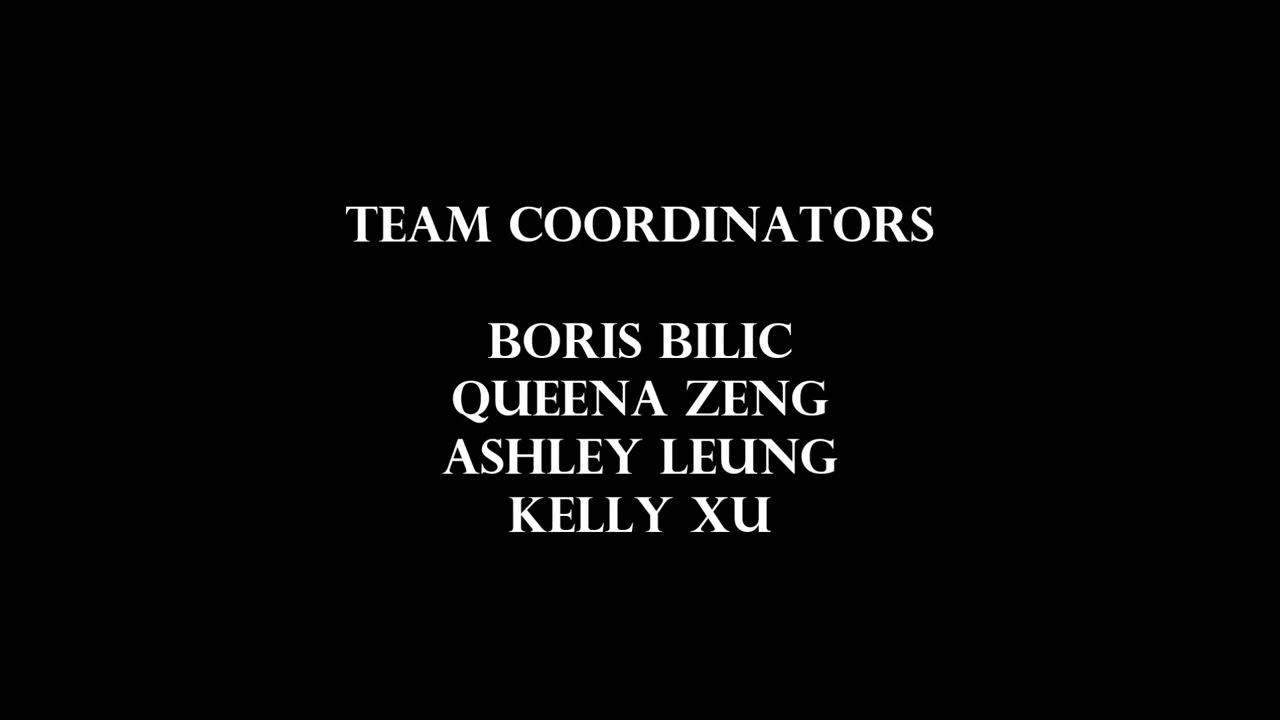 TEAM COORDINATORS
BORIS BILIC
QUEENA ZENG
ASHLEY LEUNG
KELLY XU